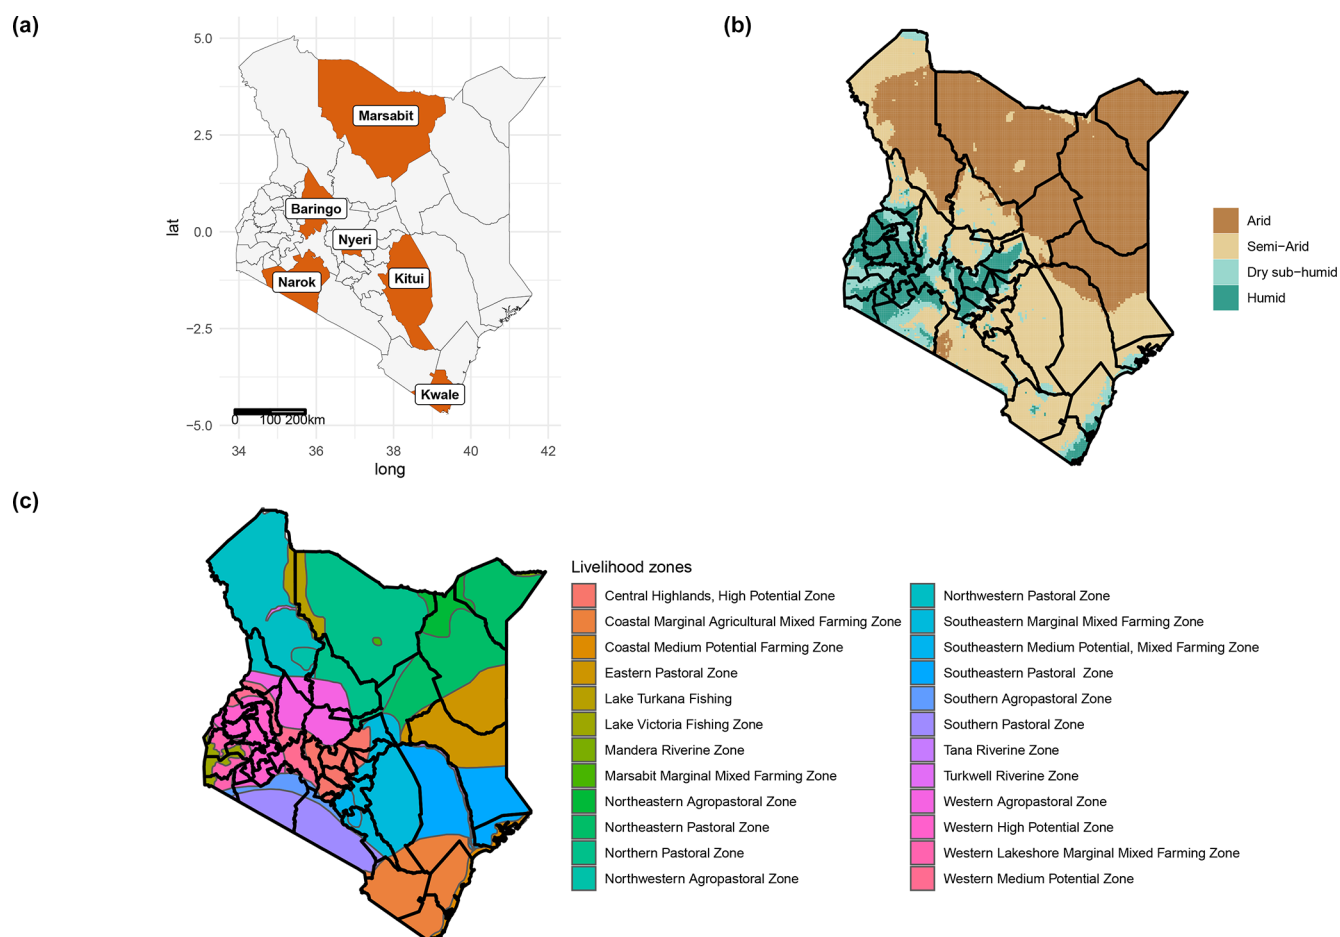 (a)
5.0
2.5
0.0
−2.5
−5.0
lat
Marsabit
Baringo
Nyeri
Narok
Kitui
Kwale
0 100 200km
34 36 38 40 42
long
(b)
Arid
Semi−Arid
Dry sub−humid
Humid
(c)
Livelihood zones
Central Highlands, High Potential Zone
Coastal Marginal Agricultural Mixed Farming Zone
Coastal Medium Potential Farming Zone
Eastern Pastoral Zone
Lake Turkana Fishing
Lake Victoria Fishing Zone
Mandera Riverine Zone
Marsabit Marginal Mixed Farming Zone
Northeastern Agropastoral Zone
Northeastern Pastoral Zone
Northern Pastoral Zone
Northwestern Agropastoral Zone
Northwestern Pastoral Zone
Southeastern Marginal Mixed Farming Zone
Southeastern Medium Potential, Mixed Farming Zone
Southeastern Pastoral  Zone
Southern Agropastoral Zone
Southern Pastoral Zone
Tana Riverine Zone
Turkwell Riverine Zone
Western Agropastoral Zone
Western High Potential Zone
Western Lakeshore Marginal Mixed Farming Zone
Western Medium Potential Zone